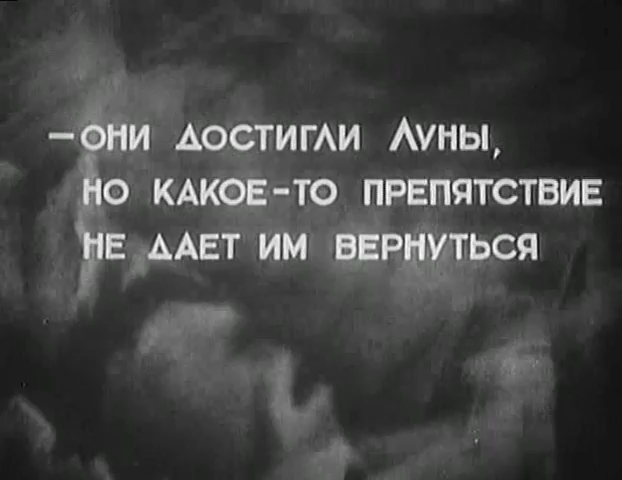 — ОНИ ДОСТИГЛИ ЛУНЫ,
НО КАКОЕ-ТО ПРЕПЯТСТВИЕ
НЕ ДАЕТ ИМ ВЕРНУТЬСЯ